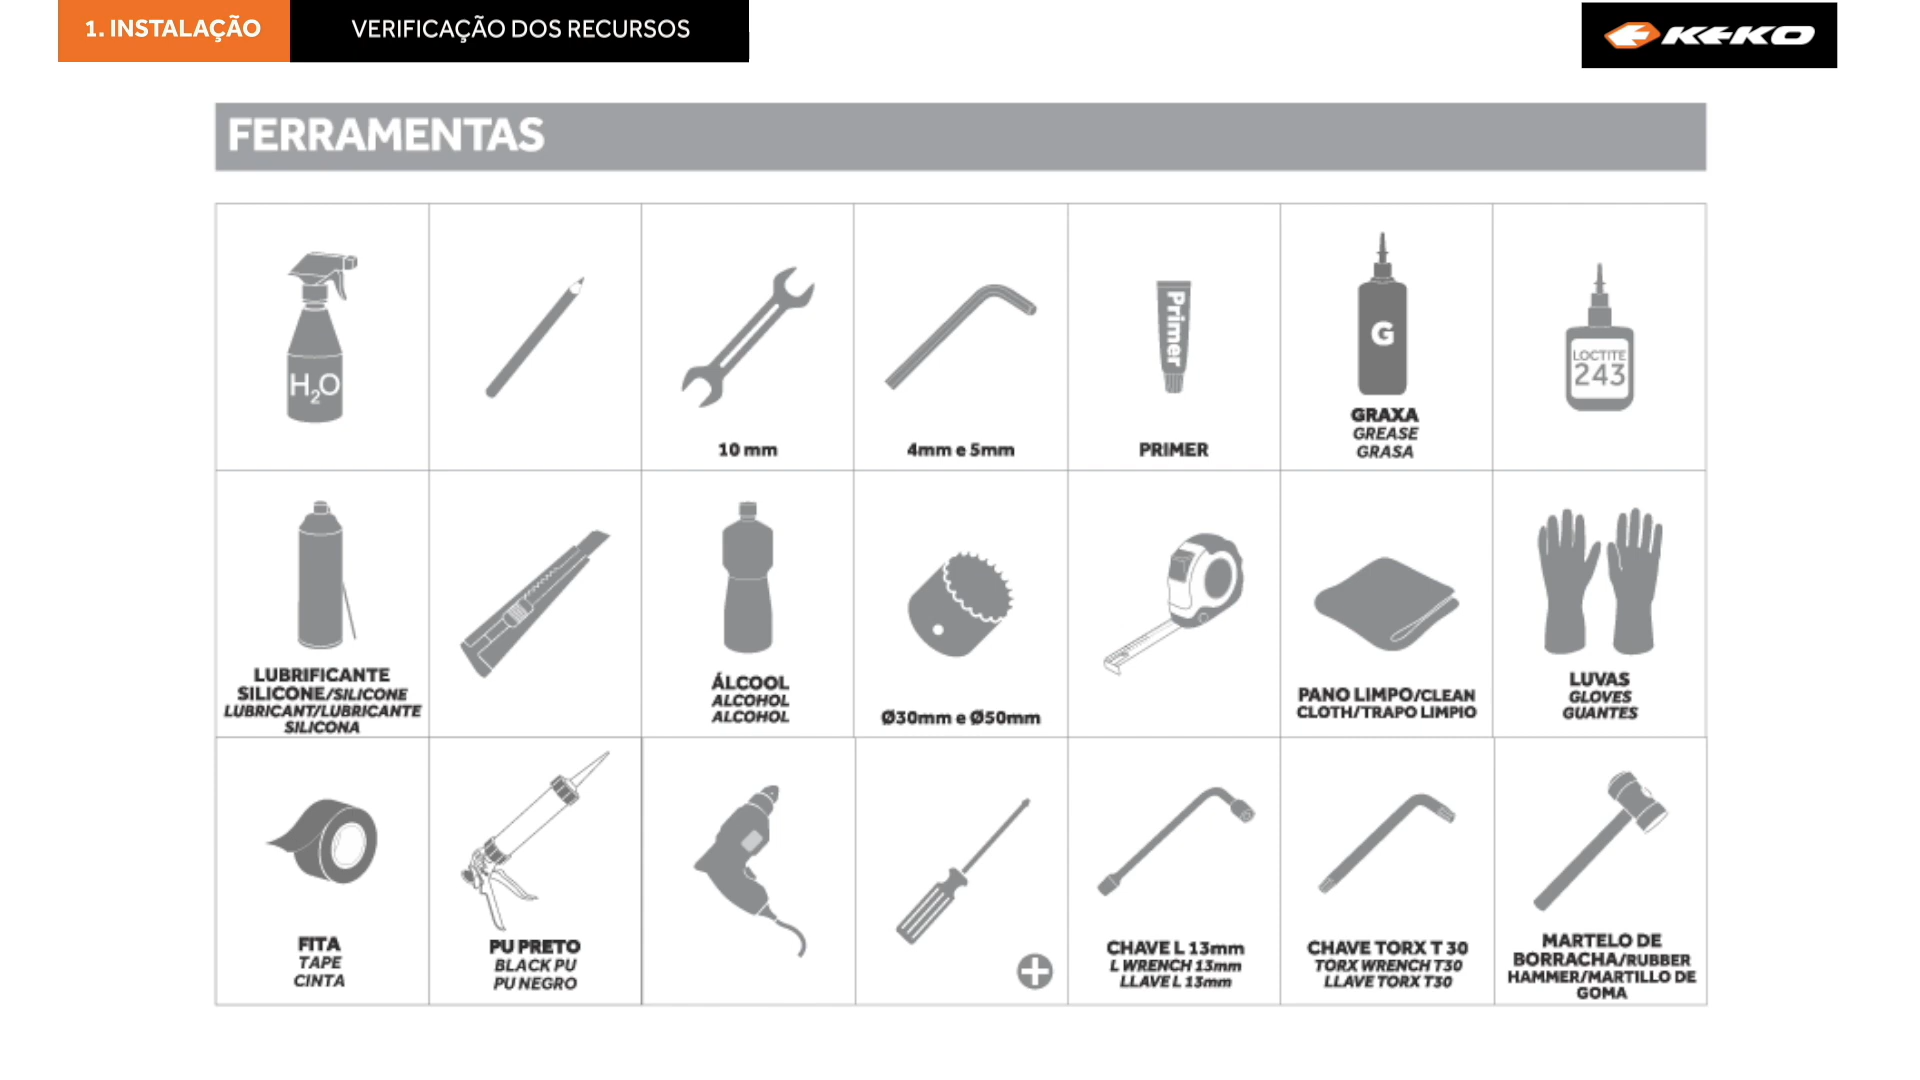 1. INSTALAÇÃO
VERIFICAÇÃO DOS RECURSOS
KEKO
FERRAMENTAS
H₂O
10 mm
4mm e 5mm
Primer
PRIMER
G
GRAXA
GREASE
GRASA
LOCTITE
243
LUBRIFICANTE
SILICONE/SILICONE
LUBRICANT/LUBRICANTE
SILICONA
ÁLCOOL
ALCOHOL
ALCOHOL
Ø30mm e Ø50mm
PANO LIMPO/CLEAN
CLOTH/TRAPO LIMPIO
LUVAS
GLOVES
GUANTES
FITA
TAPE
CINTA
PU PRETO
BLACK PU
PU NEGRO
CHAVE L 13mm
L WRENCH 13mm
LLAVE L 13mm
CHAVE TORX T 30
TORX WRENCH T30
LLAVE TORX T30
MARTELO DE
BORRACHA/RUBBER
HAMMER/MARTILLO DE
GOMA